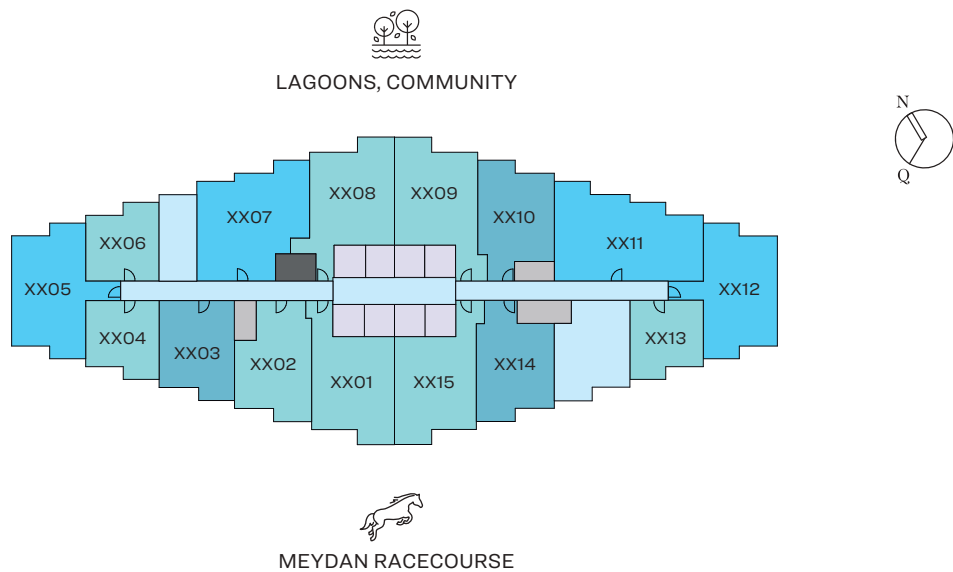 LAGOONS, COMMUNITY
N
Q
XX08
XX09
XX07
XX10
XX06
XX11
XX05
XX12
XX04
XX03
XX02
XX14
XX13
XX01
XX15
MEYDAN RACECOURSE